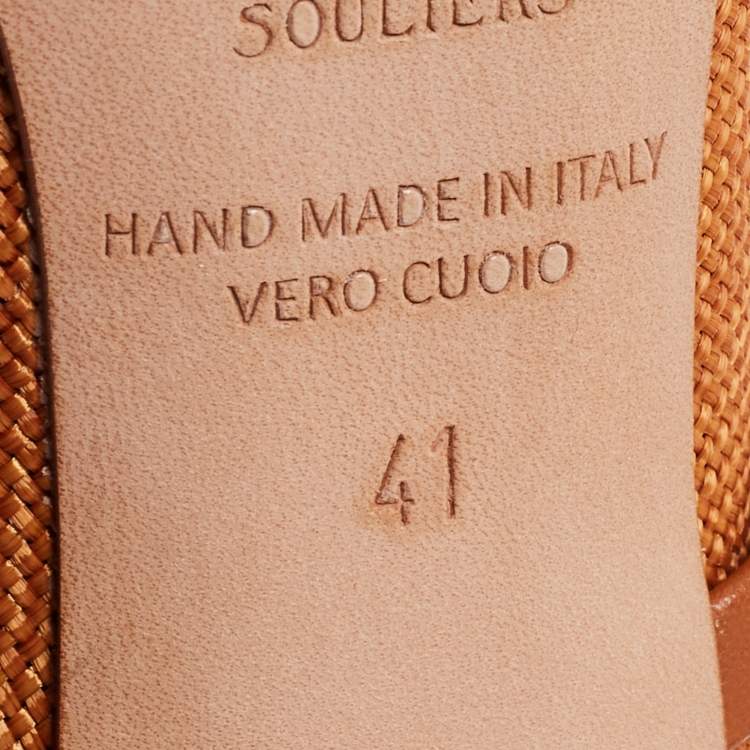 SOULIERS
HAND MADE IN ITALY
VERO CUOIO
41